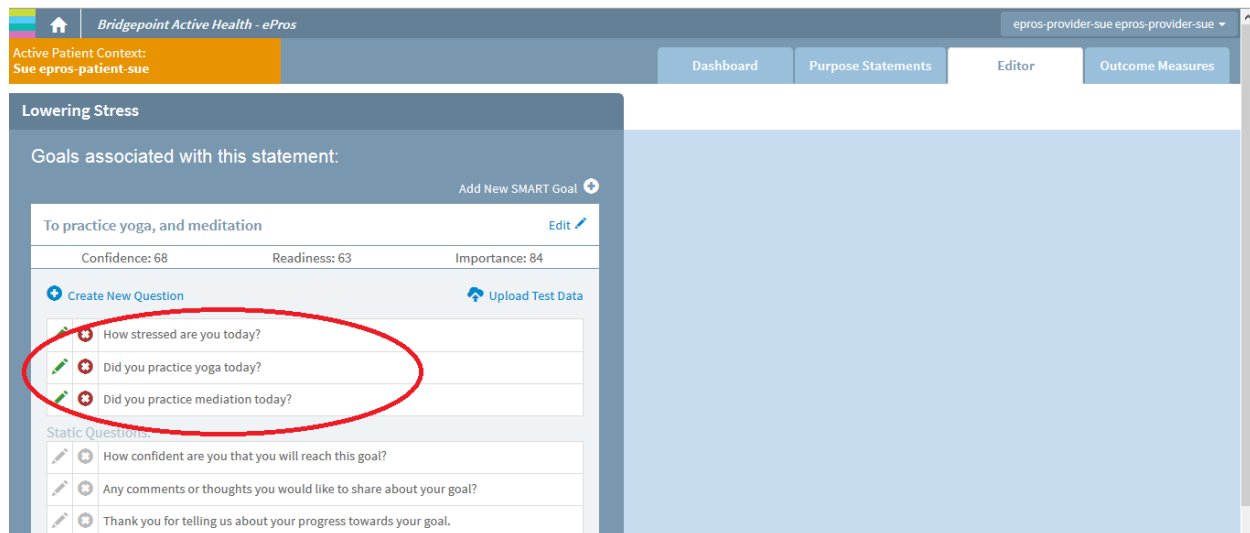 Bridgepoint Active Health - ePros
epros-provider-sue epros-provider-sue
Active Patient Context:
Sue epros-patient-sue
Dashboard
Purpose Statements
Editor
Outcome Measures
Lowering Stress
Goals associated with this statement:
Add New SMART Goal
To practice yoga, and meditation
Edit
Confidence: 68
Readiness: 63
Importance: 84
Create New Question
Upload Test Data
How stressed are you today?
Did you practice yoga today?
Did you practice mediation today?
Static Questions:
How confident are you that you will reach this goal?
Any comments or thoughts you would like to share about your goal?
Thank you for telling us about your progress towards your goal.